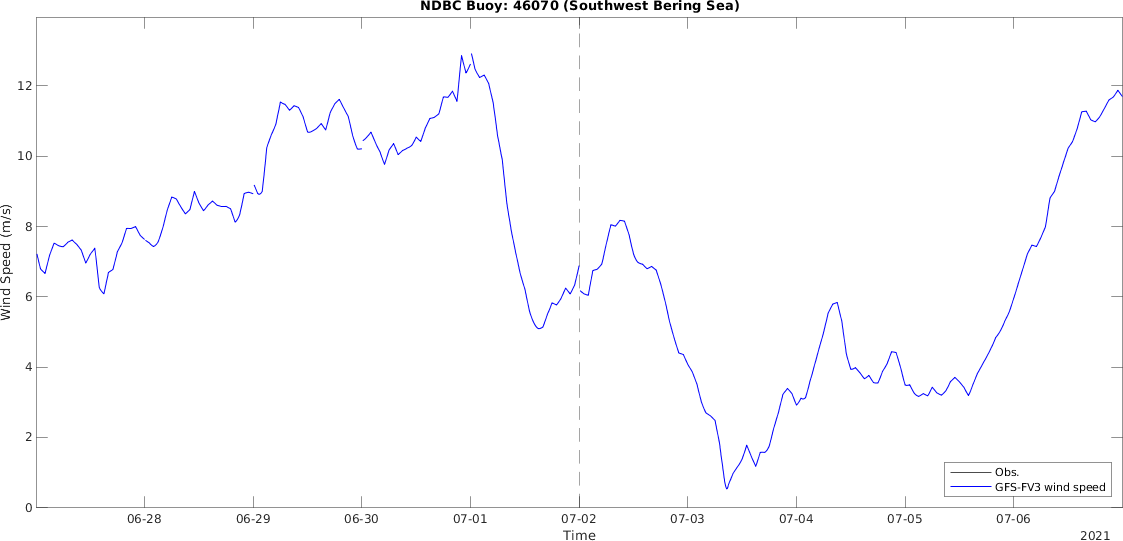 NDBC Buoy: 46070 (Southwest Bering Sea)
Wind Speed (m/s)
12
10
8
6
4
2
0
Obs.
GFS-FV3 wind speed
06-28 06-29 06-30 07-01 07-02 07-03 07-04 07-05 07-06
Time
2021